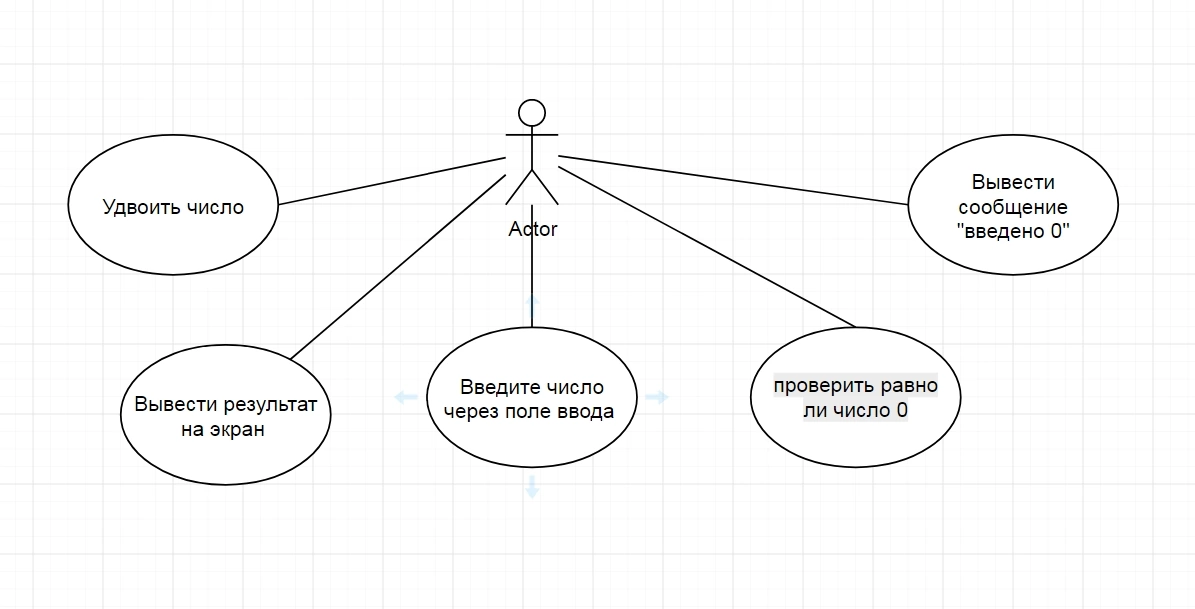 Actor
Удвоить число
Вывести
сообщение
"введено 0"
Вывести результат
на экран
Введите число
через поле ввода
проверить равно
ли число 0